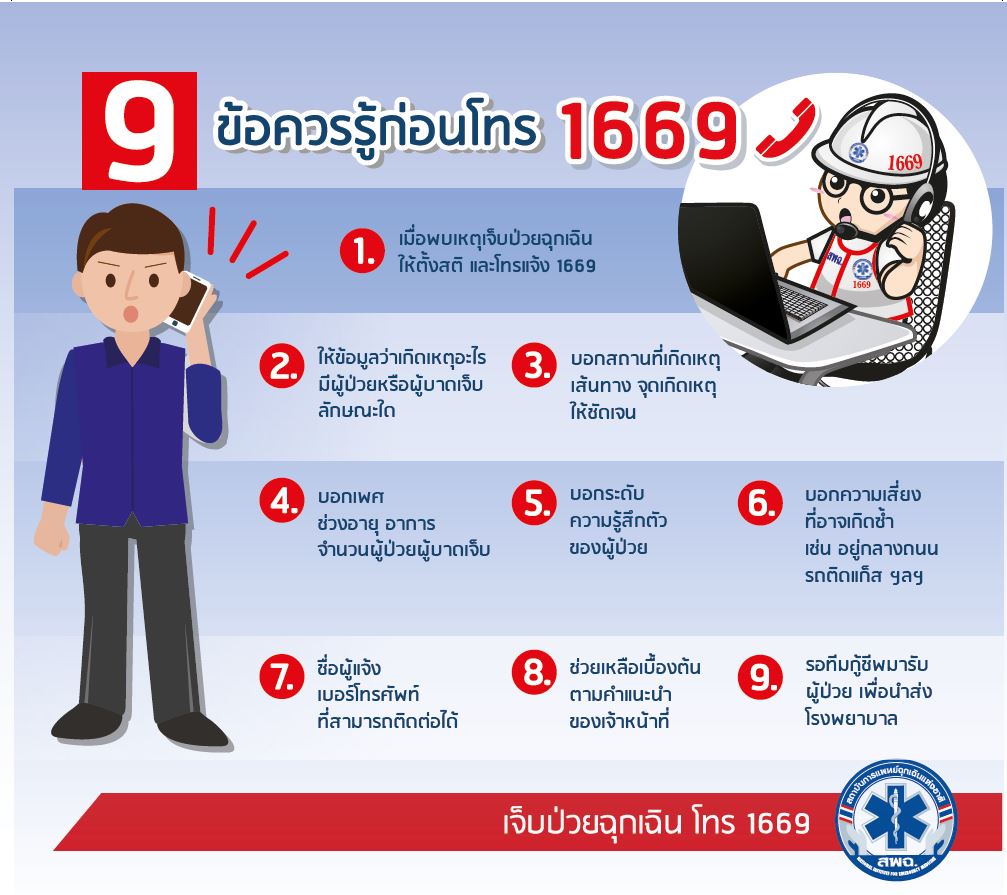 9 ข้อควรรู้ก่อนโทร 1669
1669
สพฉ.
1669
1. เมื่อพบเหตุเจ็บป่วยฉุกเฉิน
ให้ตั้งสติ และโทรแจ้ง 1669
2. ให้ข้อมูลว่าเกิดเหตุอะไร
มีผู้ป่วยหรือผู้บาดเจ็บ
ลักษณะใด
3. บอกสถานที่เกิดเหตุ
เส้นทาง จุดเกิดเหตุ
ให้ชัดเจน
4. บอกเพศ
ช่วงอายุ อาการ
จำนวนผู้ป่วยผู้บาดเจ็บ
5. บอกระดับ
ความรู้สึกตัว
ของผู้ป่วย
6. บอกความเสี่ยง
ที่อาจเกิดซ้ำ
เช่น อยู่กลางถนน
รถติดแก็ส ฯลฯ
7. ชื่อผู้แจ้ง
เบอร์โทรศัพท์
ที่สามารถติดต่อได้
8. ช่วยเหลือเบื้องต้น
ตามคำแนะนำ
ของเจ้าหน้าที่
9. รอทีมกู้ชีพมารับ
ผู้ป่วย เพื่อนำส่ง
โรงพยาบาล
เจ็บป่วยฉุกเฉิน โทร 1669
สถาบันการแพทย์ฉุกเฉินแห่งชาติ
สพฉ.
NATIONAL INSTITUTE FOR EMERGENCY MEDICINE